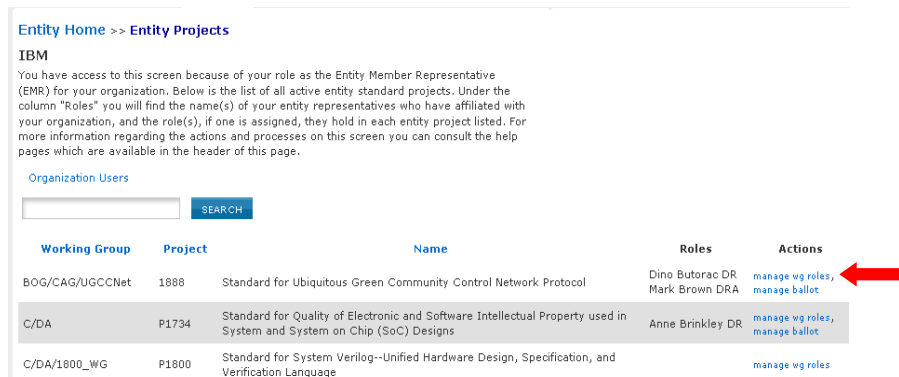 Entity Home >> Entity Projects
IBM
You have access to this screen because of your role as the Entity Member Representative
(EMR) for your organization. Below is the list of all active entity standard projects. Under the
column "Roles" you will find the name(s) of your entity representatives who have affiliated with
your organization, and the role(s), if one is assigned, they hold in each entity project listed. For
more information regarding the actions and processes on this screen you can consult the help
pages which are available in the header of this page.
Organization Users
SEARCH
Working Group Project Name Roles Actions
BOG/CAG/UGCCNet 1888 Standard for Ubiquitous Green Community Control Network Protocol Dino Butorac DR manage wg roles,
Mark Brown DRA manage ballot
C/DA P1734 Standard for Quality of Electronic and Software Intellectual Property used in Anne Brinkley DR manage wg roles,
System and System on Chip (SoC) Designs manage ballot
C/DA/1800_WG P1800 Standard for System Verilog--Unified Hardware Design, Specification, and manage wg roles
Verification Language